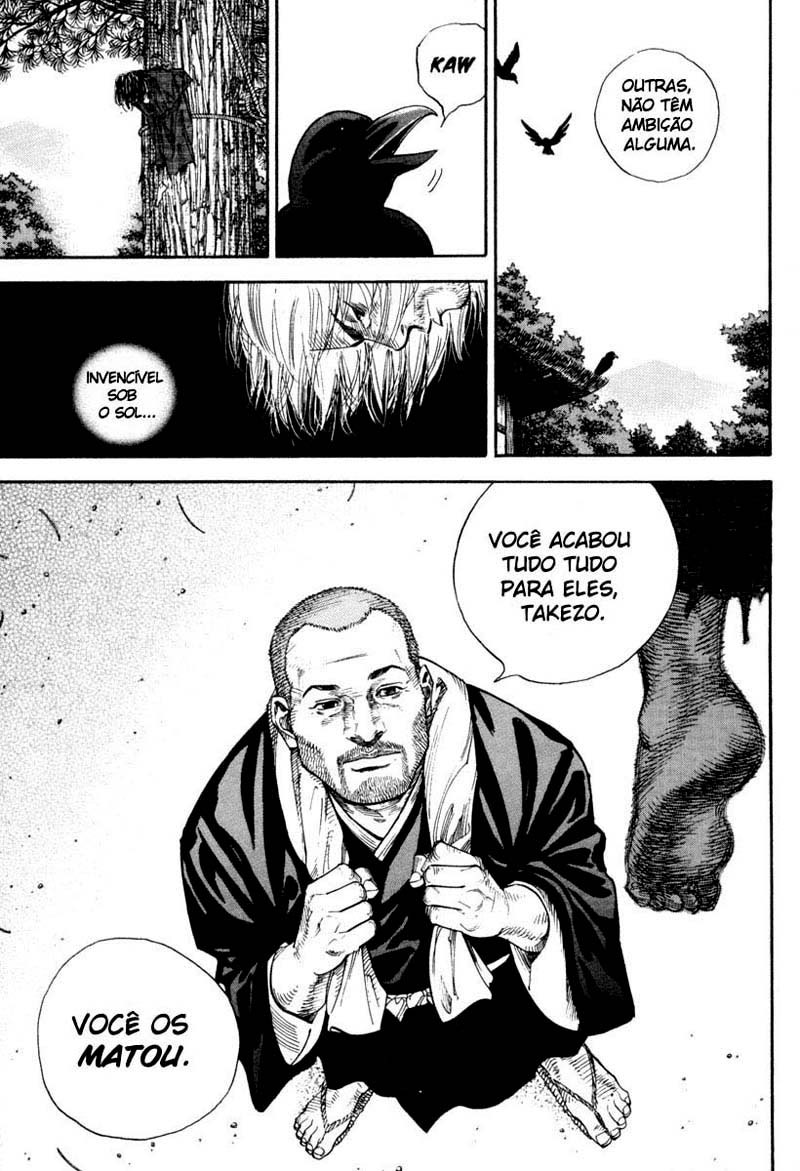 OUTRAS,
NÃO TÊM
AMBIÇÃO
ALGUMA.
KAW
INVENCÍVEL
SOB
O SOL...
VOCÊ ACABOU
TUDO TUDO
PARA ELES,
TAKEZO.
VOCÊ OS
MATOU.